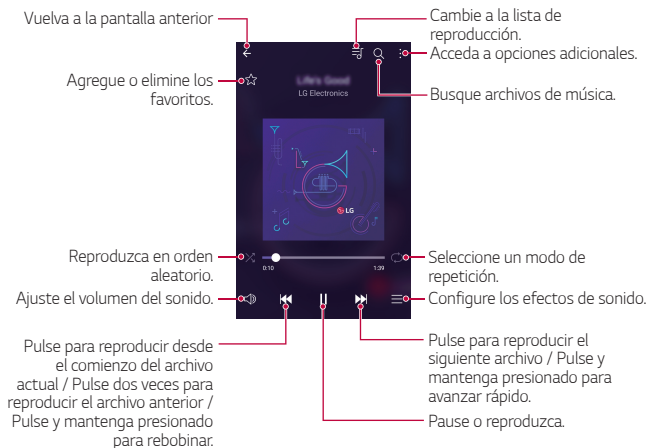 Vuelva a la pantalla anterior
Cambie a la lista de
reproducción.
Acceda a opciones adicionales.
Agregue o elimine los
favoritos.
Life's Good
LG Electronics
Busque archivos de música.
LG
Reproduzca en orden
aleatorio.
0:10
1:39
Seleccione un modo de
repetición.
Ajuste el volumen del sonido.
Configure los efectos de sonido.
Pulse para reproducir desde
el comienzo del archivo
actual / Pulse dos veces para
reproducir el archivo anterior /
Pulse y mantenga presionado
para rebobinar.
Pulse para reproducir el
siguiente archivo / Pulse y
mantenga presionado para
avanzar rápido.
Pause o reproduzca.